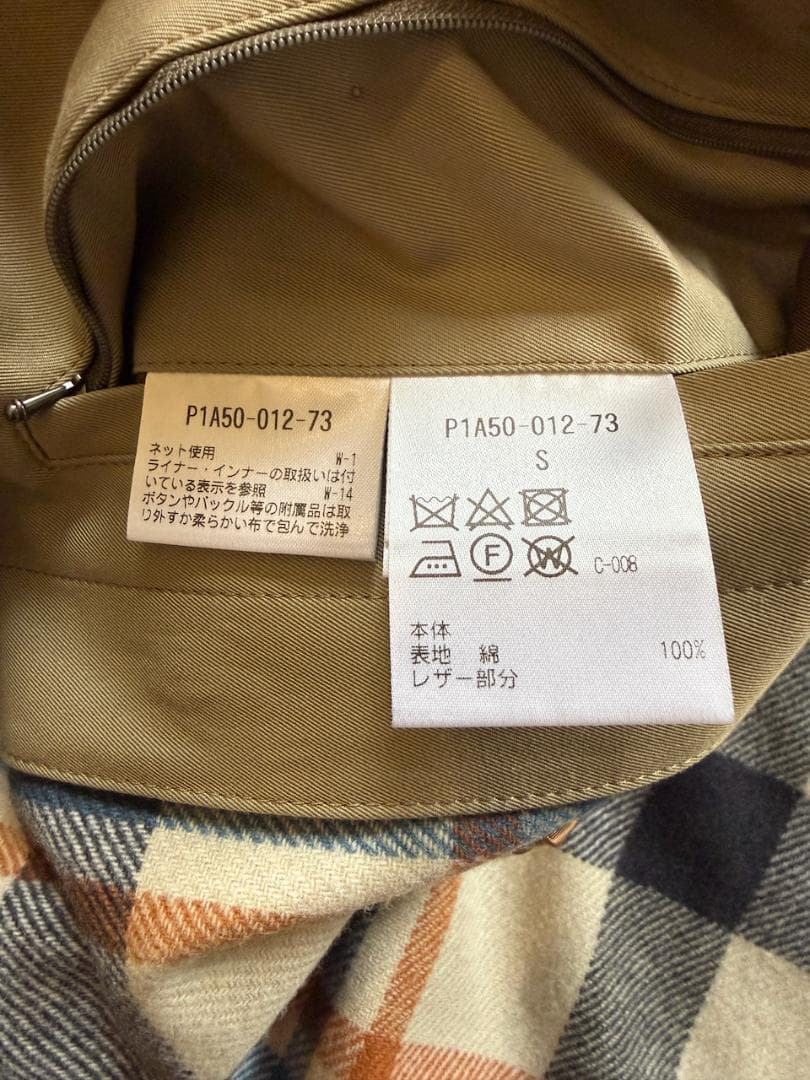 P1A50-012-73
ネット使用 W-1
ライナー・インナーの取扱いは付
いている表示を参照 W-14
ボタンやバックル等の附属品は取
り外すか柔らかい布で包んで洗浄
P1A50-012-73
S
F W C-008
本体
表地 綿 100%
レザー部分